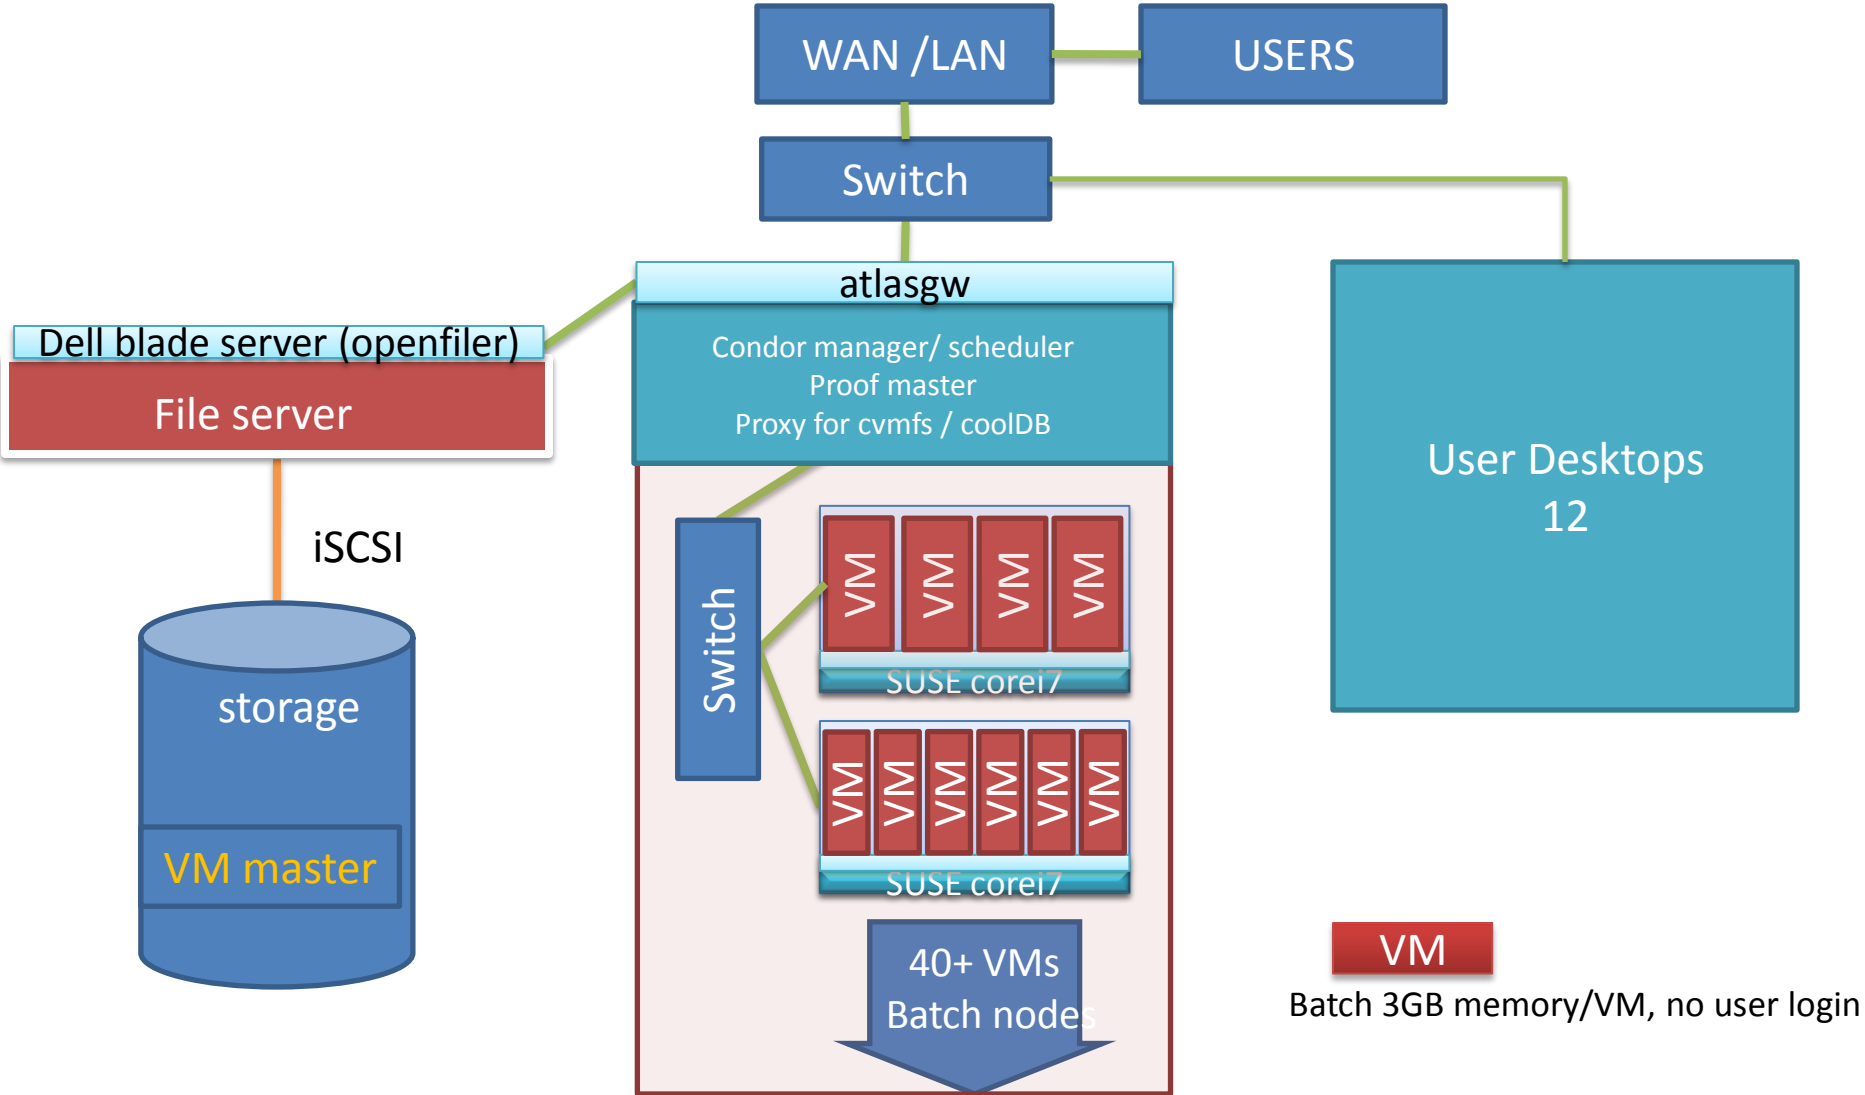 WAN /LAN
USERS
Switch
atlasgw
Dell blade server (openfiler)
File server
Condor manager/ scheduler
Proof master
Proxy for cvmfs / coolDB
User Desktops
12
iSCSI
storage
VM master
Switch
VM
VM
VM
VM
SUSE corei7
VM
VM
VM
VM
VM
VM
SUSE corei7
40+ VMs
Batch nodes
VM
Batch 3GB memory/VM, no user login